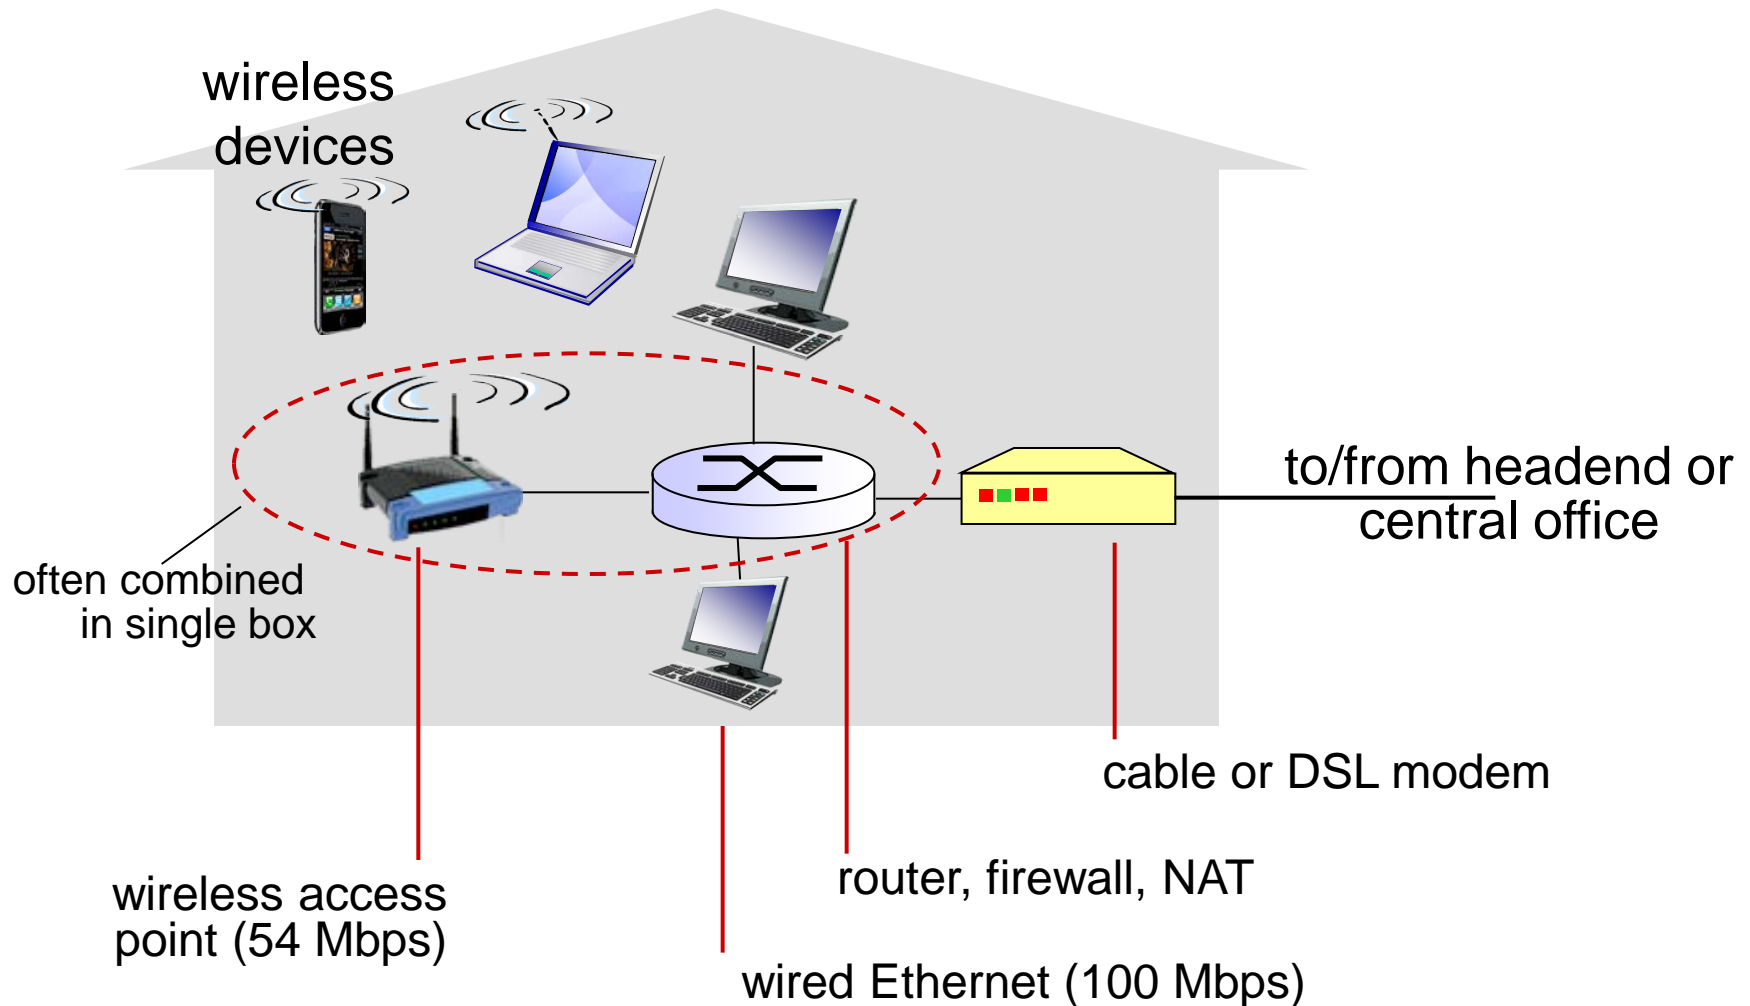 wireless
devices
to/from headend or
central office
often combined
in single box
cable or DSL modem
router, firewall, NAT
wireless access
point (54 Mbps)
wired Ethernet (100 Mbps)